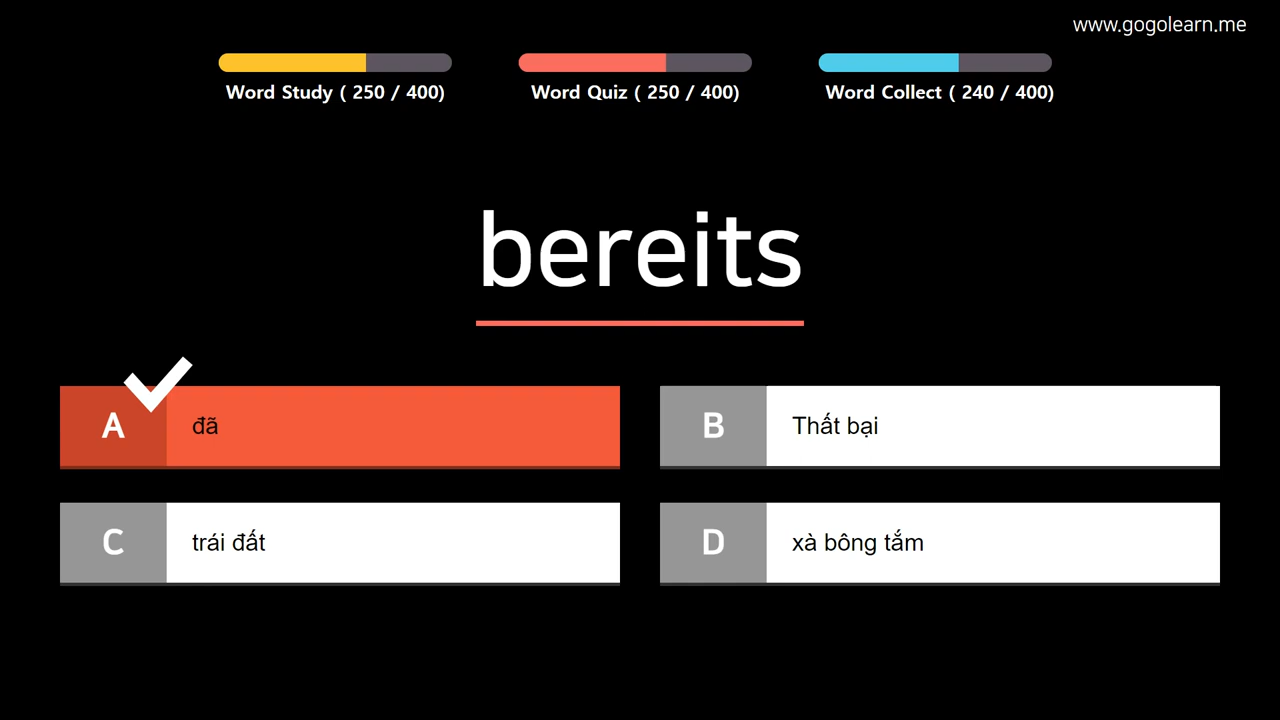 www.gogolearn.me
Word Study ( 250 / 400)
Word Quiz ( 250 / 400)
Word Collect ( 240 / 400)
bereits
A đã
B Thất bại
C trái đất
D xà bông tắm